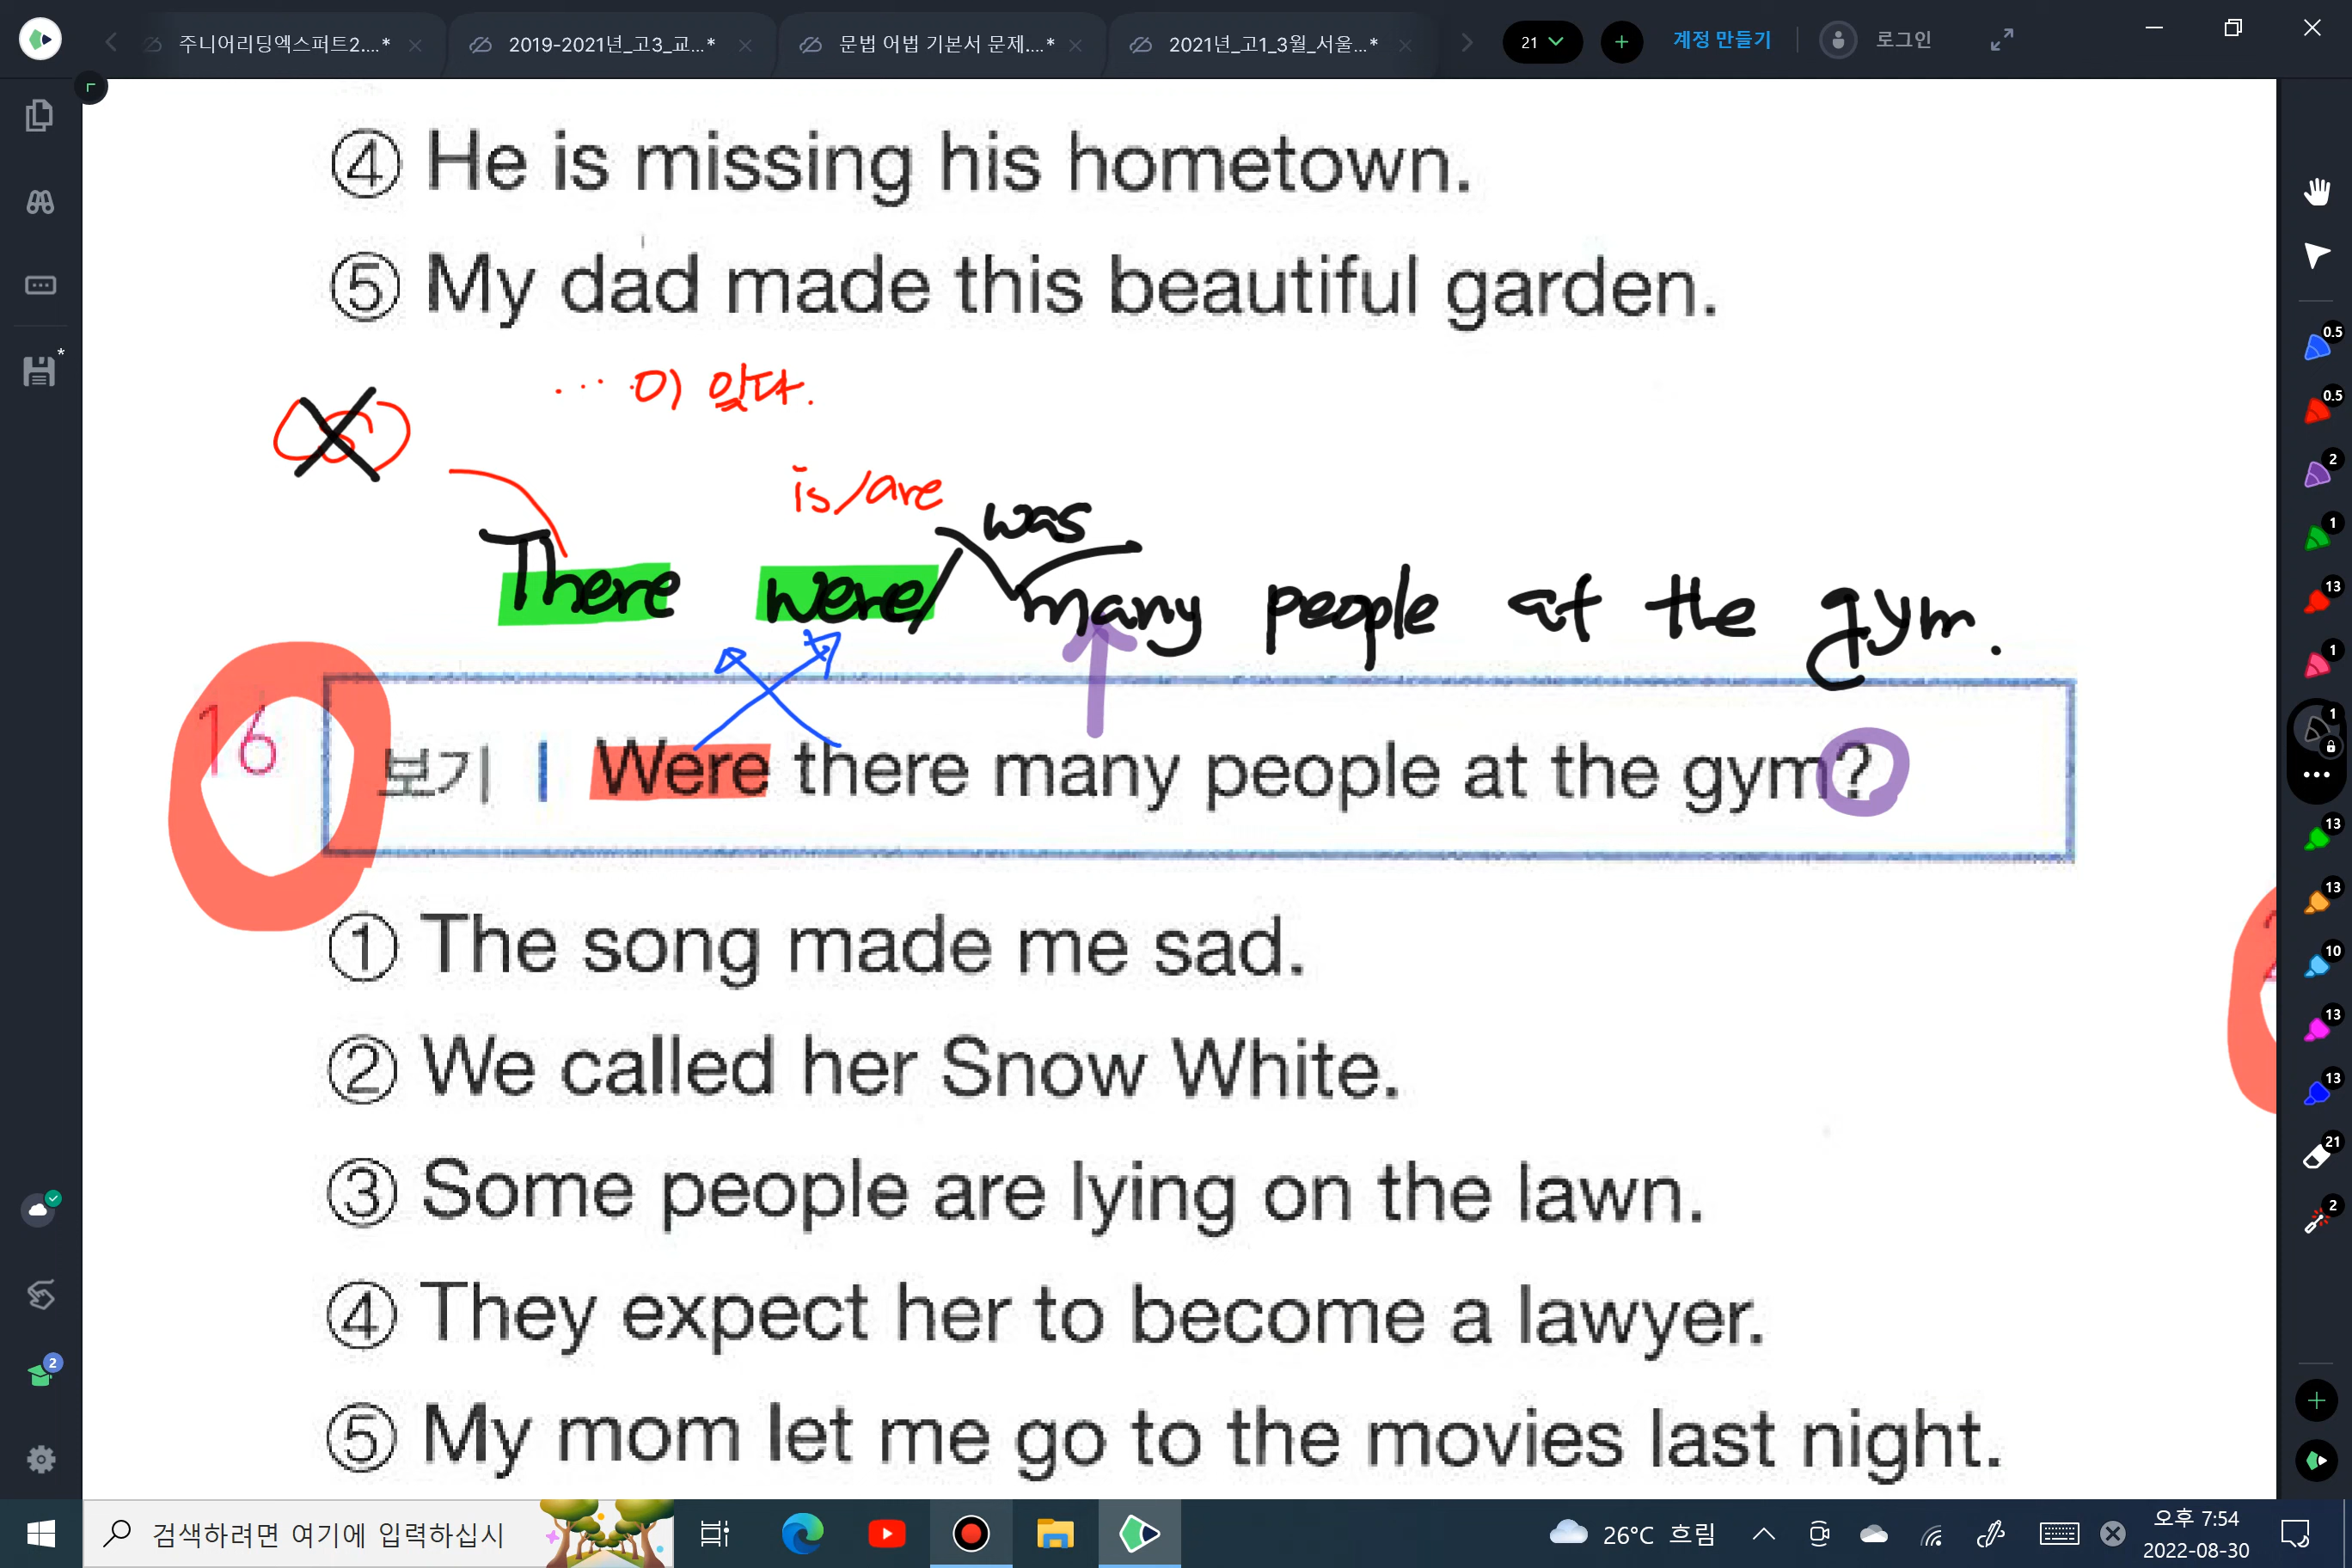 주니어리딩엑스퍼트2....*
2019-2021년_고3_교...*
문법 어법 기본서 문제....*
2021년_고1_3월_서울...*
21
계정 만들기
로그인
④ He is missing his hometown.
⑤ My dad made this beautiful garden.
... 이 있다.
is/are
was
There were/ many people at the gym.
16
보기 | Were there many people at the gym?
① The song made me sad.
② We called her Snow White.
③ Some people are lying on the lawn.
④ They expect her to become a lawyer.
⑤ My mom let me go to the movies last night.
0.5
0.5
2
1
13
1
1
13
13
10
13
13
21
2
2
검색하려면 여기에 입력하십시
26°C 흐림
오후 7:54
2022-08-30